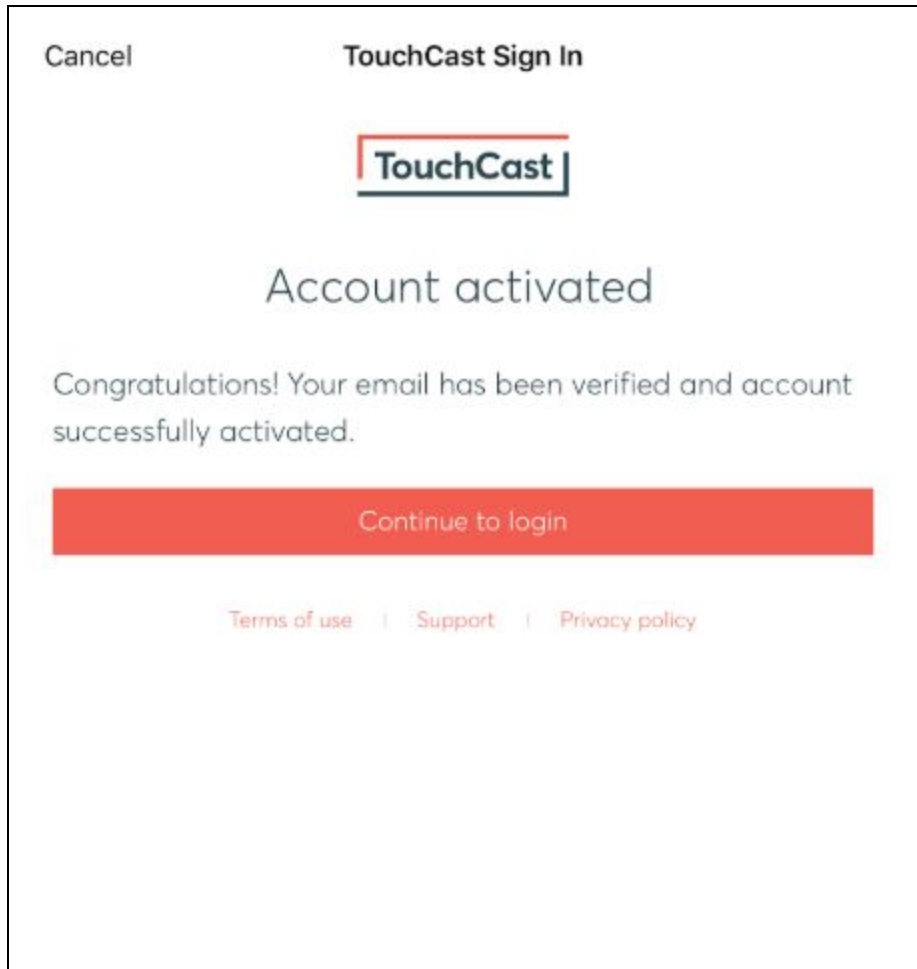 Cancel TouchCast Sign In
TouchCast
Account activated
Congratulations! Your email has been verified and account
successfully activated.
Continue to login
Terms of use | Support | Privacy policy